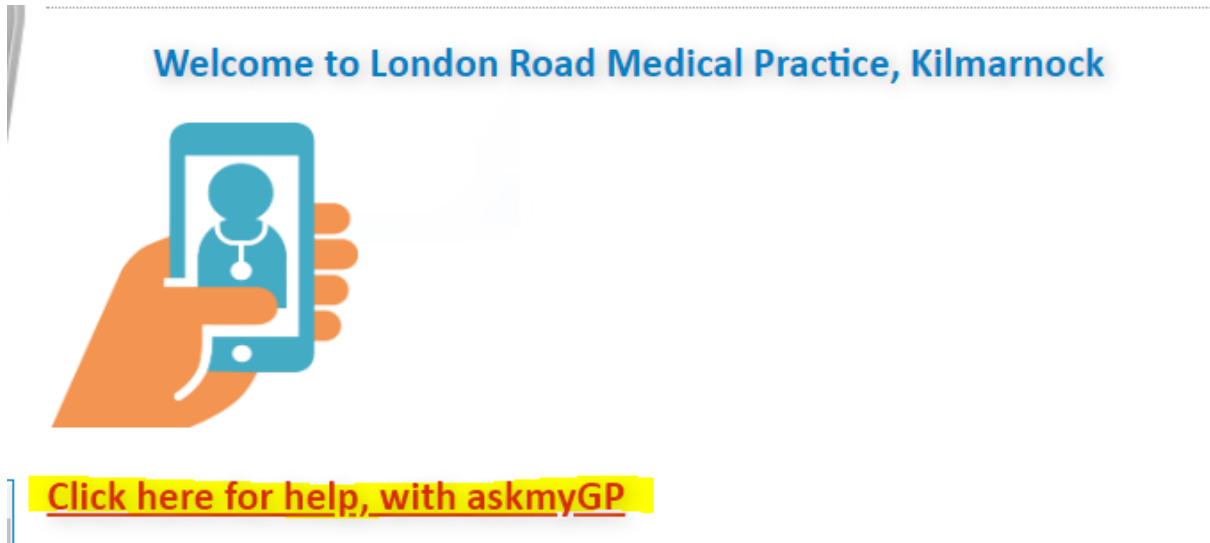 Welcome to London Road Medical Practice, Kilmarnock
Click here for help, with askmyGP